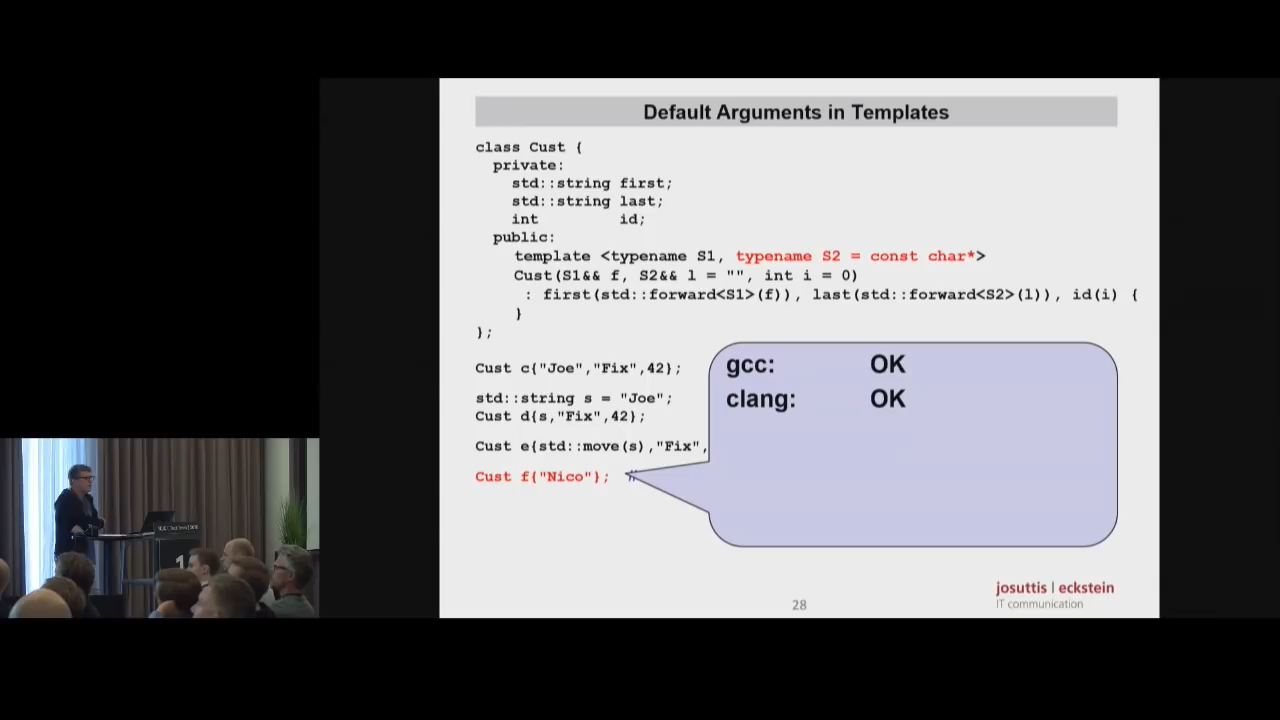 Default Arguments in Templates
class Cust {
private:
std::string first;
std::string last;
int id;
public:
template <typename S1, typename S2 = const char*>
Cust(S1&& f, S2&& l = "", int i = 0)
: first(std::forward<S1>(f)), last(std::forward<S2>(l)), id(i) {
}
};
Cust c{"Joe","Fix",42};
std::string s = "Joe";
Cust d{s,"Fix",42};
Cust e{std::move(s),"Fix",
Cust f{"Nico"};
gcc: OK
clang: OK
josuttis | eckstein
IT communication
28